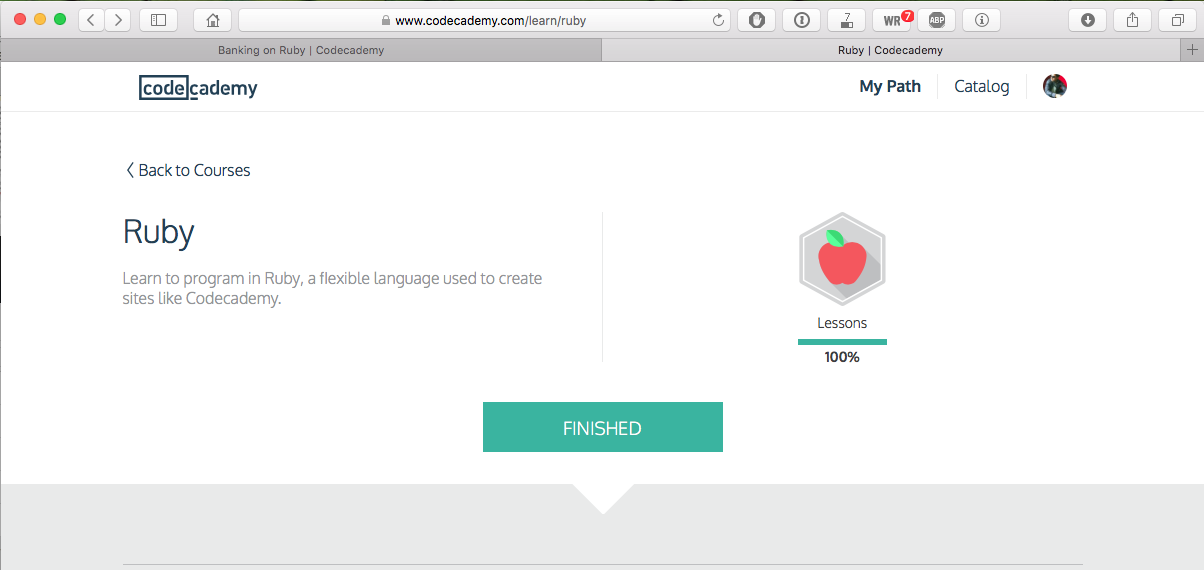 www.codecademy.com/learn/ruby
7
WR
7
ABP
Banking on Ruby | Codecademy
Ruby | Codecademy
codecademy
My Path
Catalog
Back to Courses
Ruby
Learn to program in Ruby, a flexible language used to create
sites like Codecademy.
Lessons
100%
FINISHED